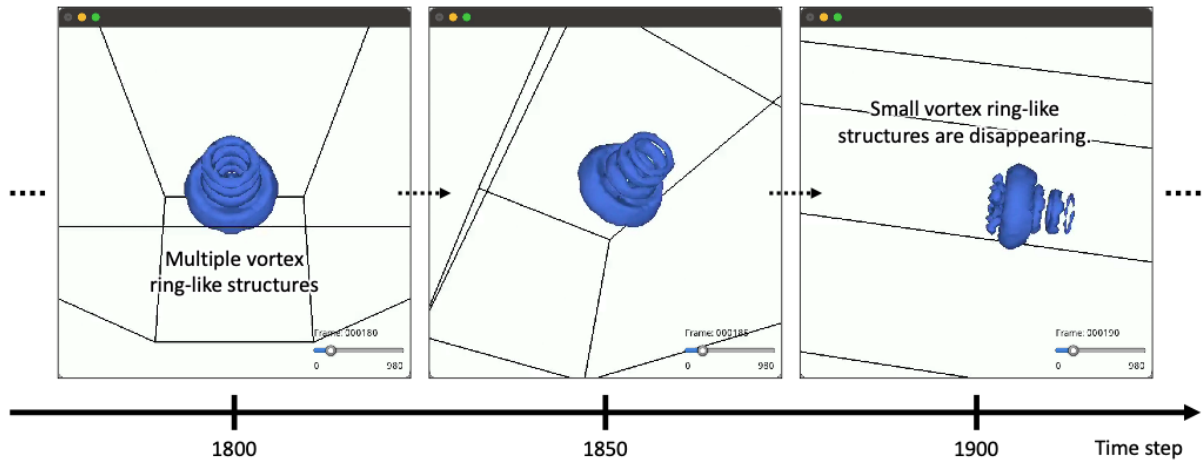 Multiple vortex
ring-like structures
Frame: 000180
0 980
Frame: 000185
0 980
Small vortex ring-like
structures are disappearing.
Frame: 000190
0 980
1800 1850 1900 Time step